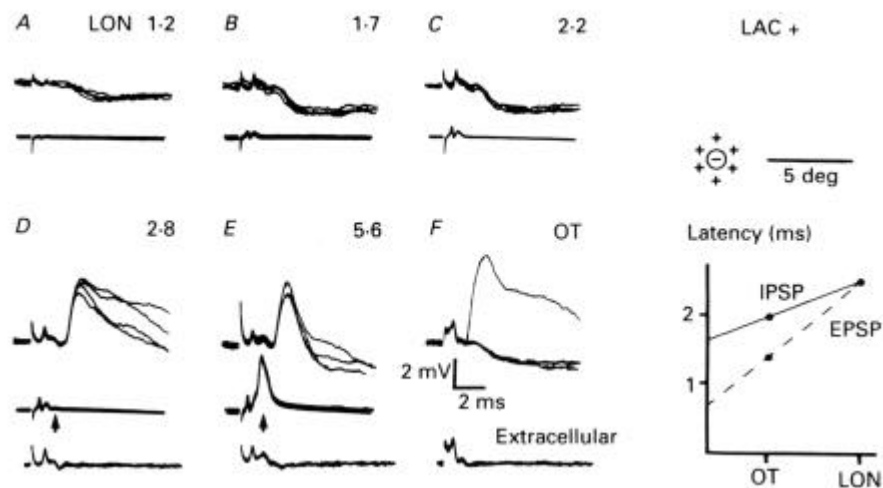 A LON 1·2
B 1·7
C 2·2
LAC +
5 deg
D 2·8
E 5·6
F OT
2 mV
2 ms
Extracellular
Latency (ms)
IPSP
EPSP
2
1
OT LON